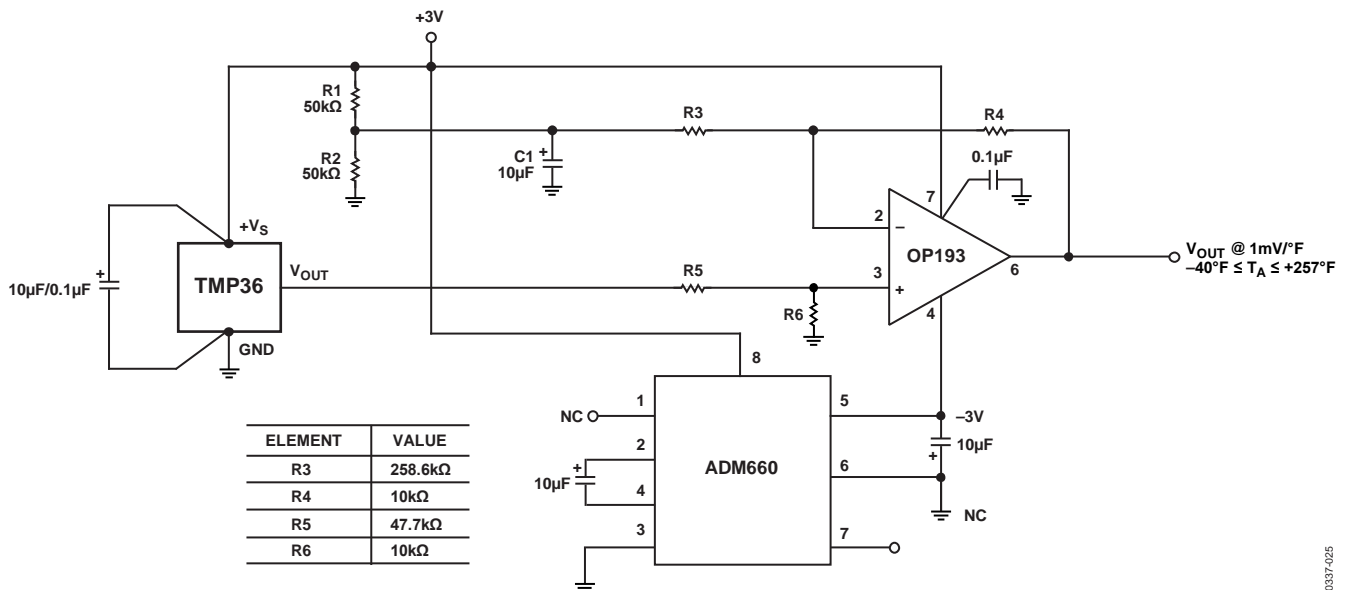 +3V
R1
50kΩ
R2
50kΩ
C1
10µF
+
R3
R4
0.1µF
7
2
−
OP193
6
3
+
4
VOUT @ 1mV/°F
−40°F ≤ TA ≤ +257°F
+VS
TMP36
VOUT
GND
+
10µF/0.1µF
R5
R6
8
NC
1
2
4
3
+
10µF
ADM660
5
6
7
−3V
10µF
+
NC
ELEMENT VALUE
R3 258.6kΩ
R4 10kΩ
R5 47.7kΩ
R6 10kΩ
0337-025